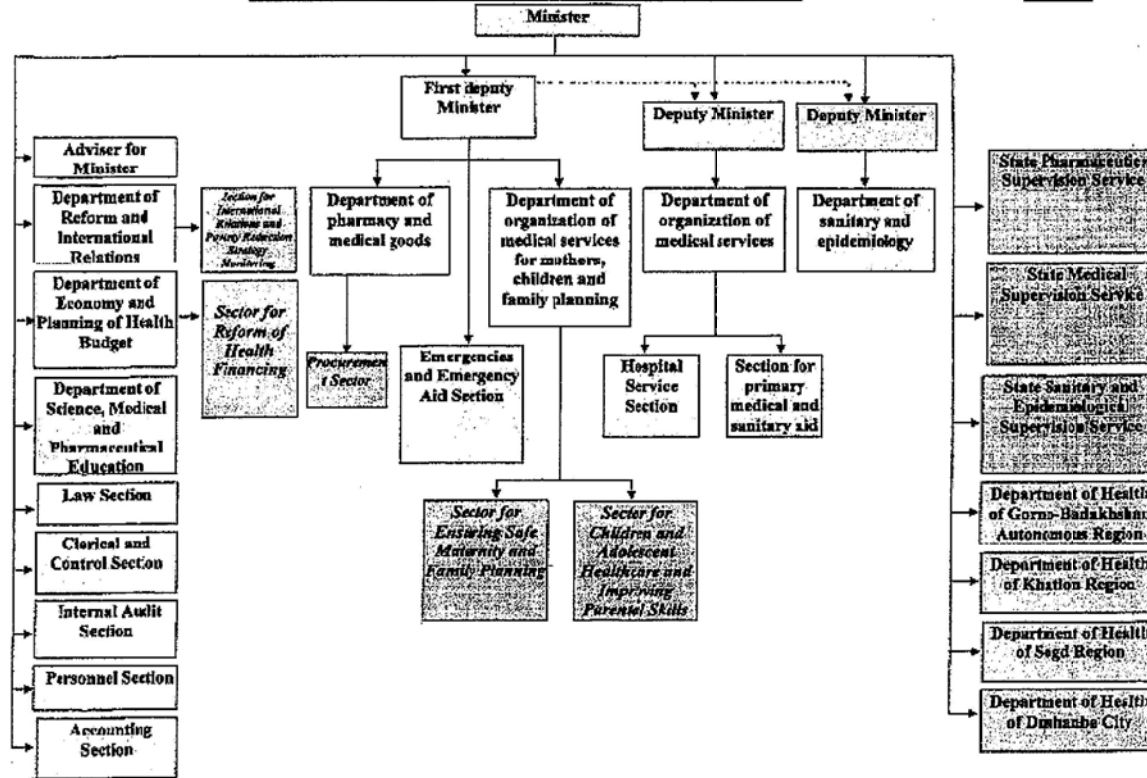 Minister
First deputy
Minister
Deputy Minister
Deputy Minister
Adviser for
Minister
Department of
Reform and
International
Relations
Section for
International
Relations and
Poverty Reduction
Strategy
Monitoring
Department of
pharmacy and
medical goods
Department of
organization of
medical services
for mothers,
children and
family planning
Department of
organization of
medical services
Department of
sanitary and
epidemiology
State Pharmaceutical
Supervision Service
Department of
Economy and
Planning of Health
Budget
Sector for
Reform of
Health
Financing
State Medical
Supervision Service
Procuremen
t Sector
Emergencies
and Emergency
Aid Section
Hospital
Service
Section
Section for
primary
medical and
sanitary aid
Department of
Science, Medical
and
Pharmaceutical
Education
State Sanitary and
Epidemiological
Supervision Service
Law Section
Sector for
Ensuring Safe
Maternity and
Family Planning
Sector for
Children and
Adolescent
Healthcare and
Improving
Parental Skills
Department of Health
of Gorno-Badakhshan
Autonomous Region
Clerical and
Control Section
Department of Health
of Khatlon Region
Internal Audit
Section
Department of Health
of Sogd Region
Personnel Section
Accounting
Section
Department of Health
of Dushanbe City